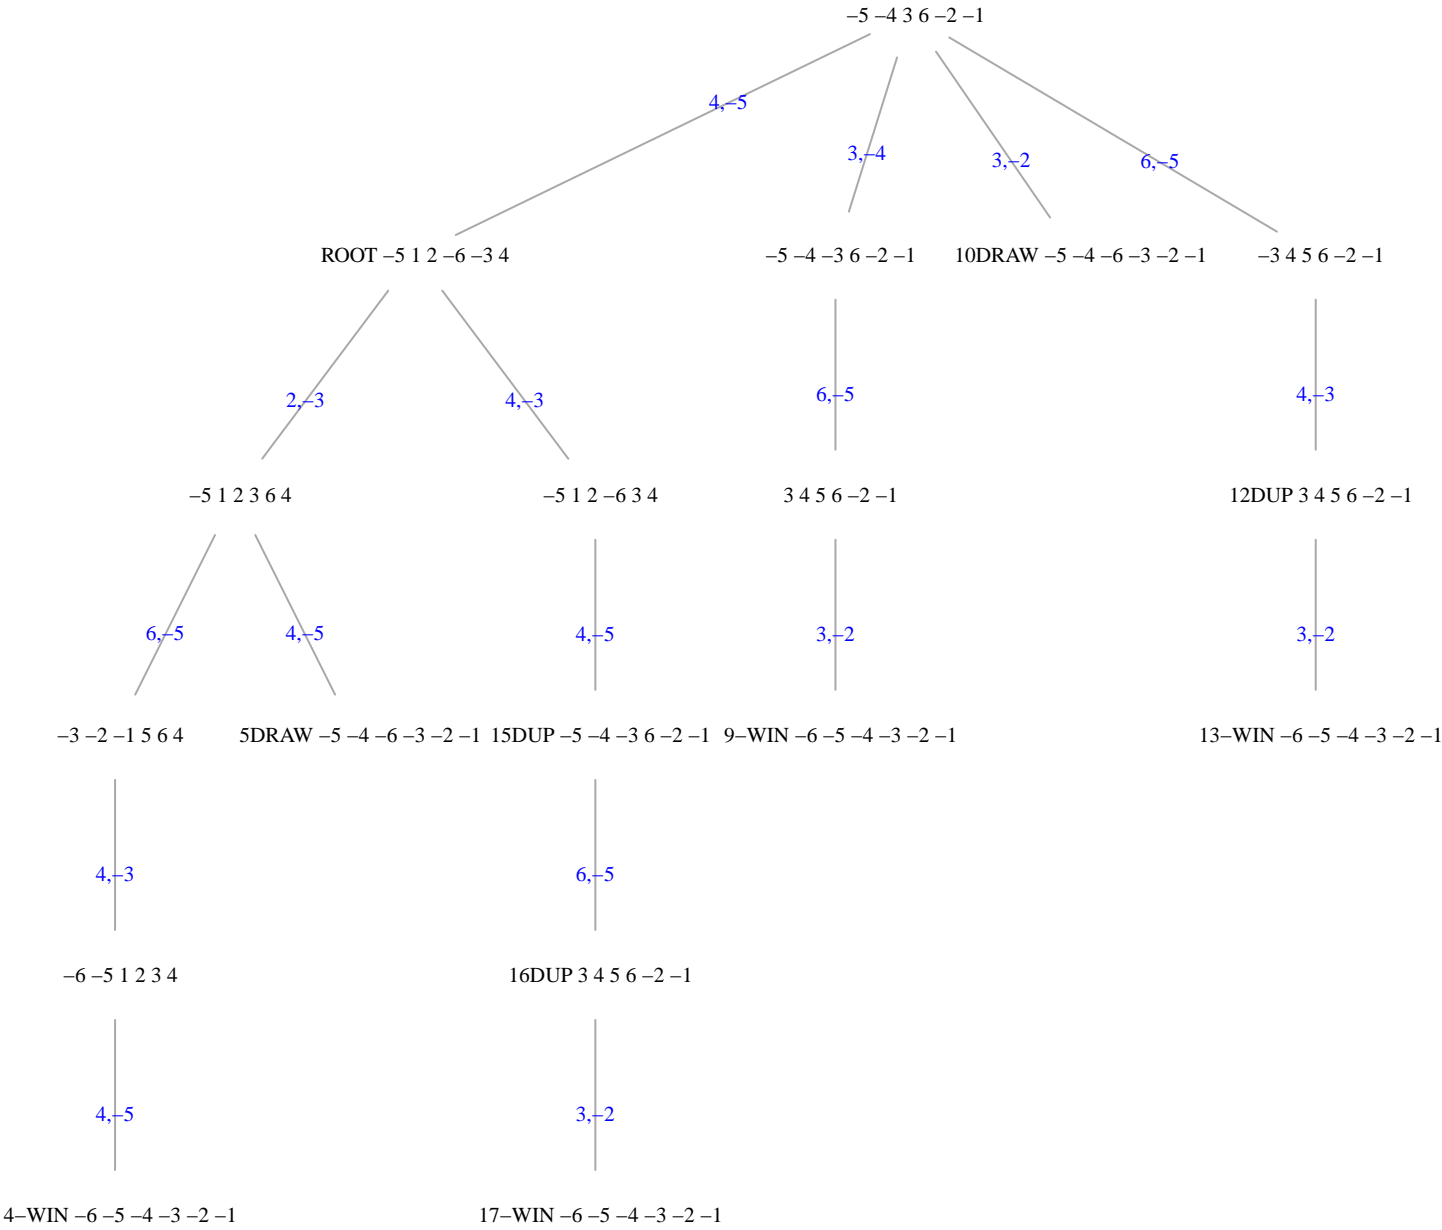 –5 –4 3 6 –2 –1
4,–5
3,–4
3,–2
6,–5
ROOT –5 1 2 –6 –3 4
–5 –4 –3 6 –2 –1
10DRAW –5 –4 –6 –3 –2 –1
–3 4 5 6 –2 –1
2,–3
4,–3
6,–5
4,–3
–5 1 2 3 6 4
–5 1 2 –6 3 4
3 4 5 6 –2 –1
12DUP 3 4 5 6 –2 –1
6,–5
4,–5
4,–5
3,–2
3,–2
–3 –2 –1 5 6 4
5DRAW –5 –4 –6 –3 –2 –1
15DUP –5 –4 –3 6 –2 –1
9–WIN –6 –5 –4 –3 –2 –1
13–WIN –6 –5 –4 –3 –2 –1
4,–3
6,–5
–6 –5 1 2 3 4
16DUP 3 4 5 6 –2 –1
4,–5
3,–2
4–WIN –6 –5 –4 –3 –2 –1
17–WIN –6 –5 –4 –3 –2 –1